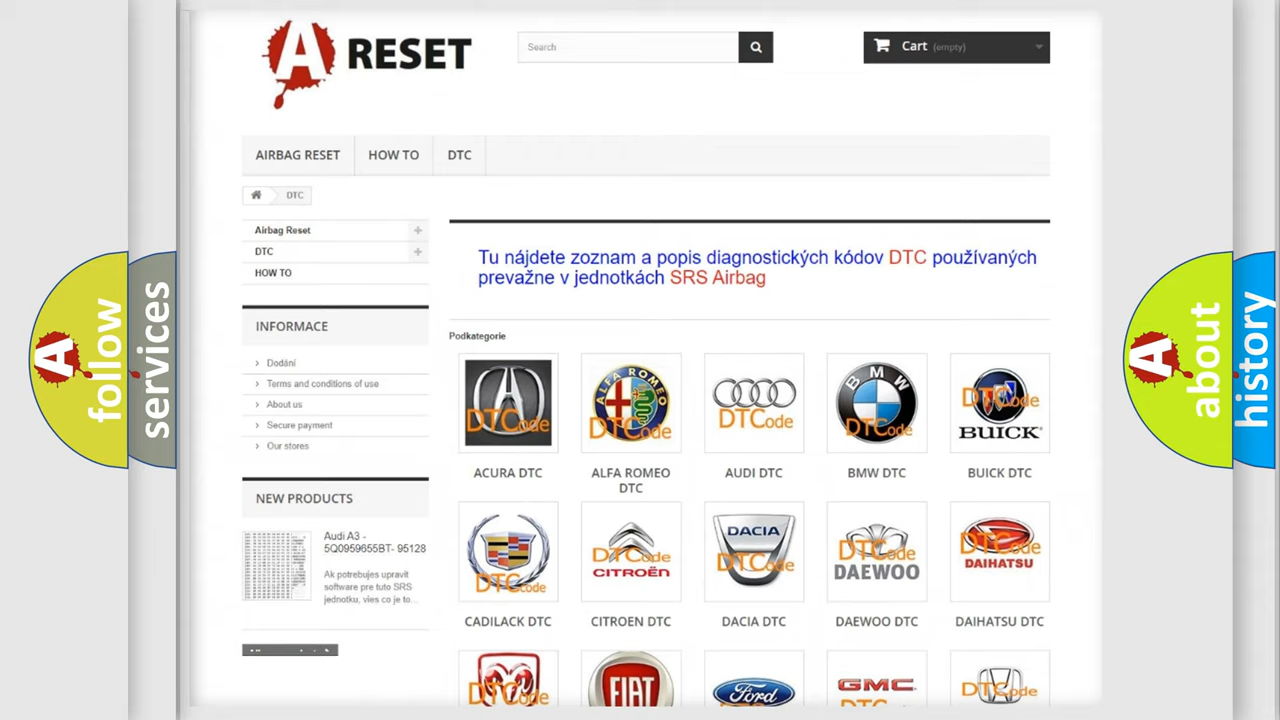 A RESET
Search
Cart (empty)
AIRBAG RESET
HOW TO
DTC
DTC
Airbag Reset
DTC
HOW TO
Tu nájdete zoznam a popis diagnostických kódov DTC používaných
prevažne v jednotkách SRS Airbag
INFORMACE
Dodání
Terms and conditions of use
About us
Secure payment
Our stores
NEW PRODUCTS
Audi A3 -
5Q0959655BT- 95128
Ak potrebujes upravit
software pre tuto SRS
jednotku, vies co je to...
Podkategorie
DTCode
ALFA ROMEO
DTCode
DTCode
BMW
DTCode
DTCode
BUICK
ACURA DTC
ALFA ROMEO
DTC
AUDI DTC
BMW DTC
BUICK DTC
DTCode
DTCode
CITROËN
DACIA
DTCode
DTCode
DAEWOO
DTCode
DAIHATSU
CADILACK DTC
CITROEN DTC
DACIA DTC
DAEWOO DTC
DAIHATSU DTC
DTCode
FIAT
Ford
GMC
DTCode
A follow
services
A about
history